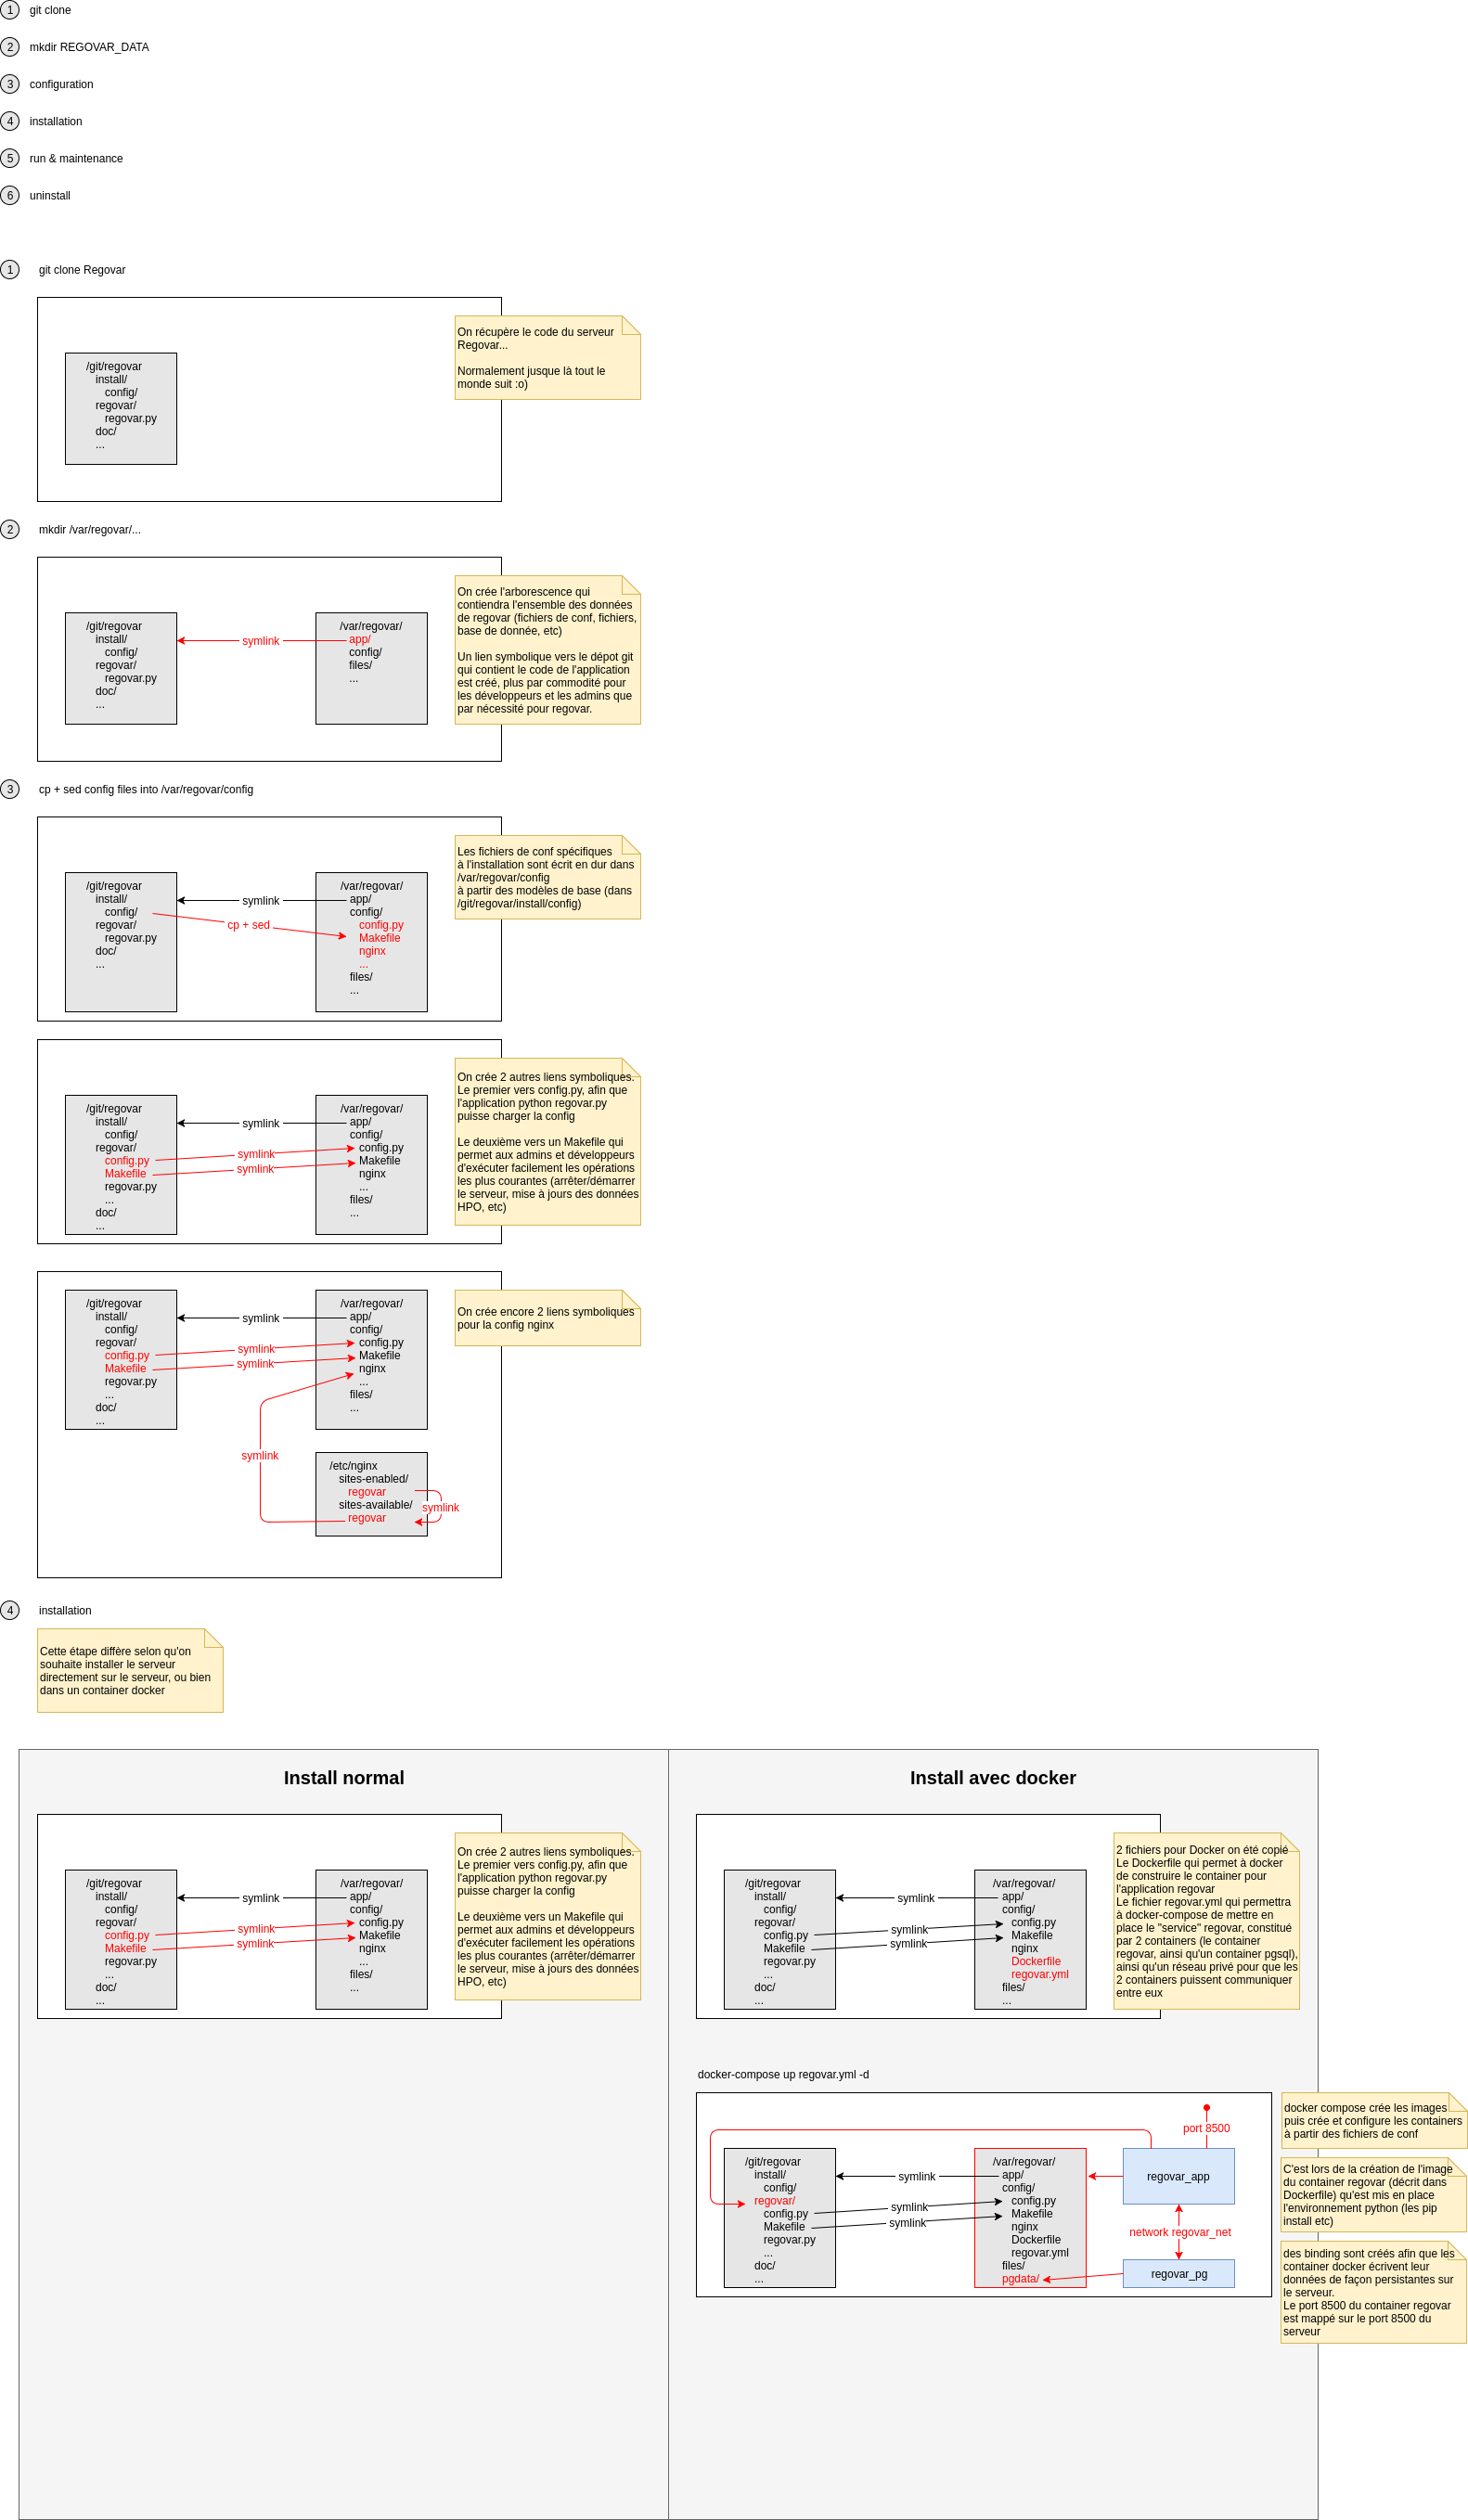 1 git clone
2 mkdir REGOVAR_DATA
3 configuration
4 installation
5 run & maintenance
6 uninstall
1 git clone Regovar
/git/regovar
install/
config/
regovar/
regovar.py
doc/
...
On récupère le code du serveur
Regovar...
Normalement jusque là tout le
monde suit :o)
2 mkdir /var/regovar/...
/git/regovar
install/
config/
regovar/
regovar.py
doc/
...
symlink
/var/regovar/
app/
config/
files/
...
On crée l'arborescence qui
contiendra l'ensemble des données
de regovar (fichiers de conf, fichiers,
base de donnée, etc)
Un lien symbolique vers le dépot git
qui contient le code de l'application
est créé, plus par commodité pour
les développeurs et les admins que
par nécessité pour regovar.
3 cp + sed config files into /var/regovar/config
/git/regovar
install/
config/
regovar/
regovar.py
doc/
...
symlink
cp + sed
/var/regovar/
app/
config/
config.py
Makefile
nginx
...
files/
...
Les fichiers de conf spécifiques
à l'installation sont écrit en dur dans
/var/regovar/config
à partir des modèles de base (dans
/git/regovar/install/config)
/git/regovar
install/
config/
regovar/
config.py
Makefile
regovar.py
...
doc/
...
symlink
symlink
symlink
/var/regovar/
app/
config/
config.py
Makefile
nginx
...
files/
...
On crée 2 autres liens symboliques.
Le premier vers config.py, afin que
l'application python regovar.py
puisse charger la config
Le deuxième vers un Makefile qui
permet aux admins et développeurs
d'exécuter facilement les opérations
les plus courantes (arrêter/démarrer
le serveur, mise à jours des données
HPO, etc)
/git/regovar
install/
config/
regovar/
config.py
Makefile
regovar.py
...
doc/
...
symlink
symlink
symlink
/var/regovar/
app/
config/
config.py
Makefile
nginx
...
files/
...
On crée encore 2 liens symboliques
pour la config nginx
symlink
/etc/nginx
sites-enabled/
regovar
sites-available/
regovar
symlink
4 installation
Cette étape diffère selon qu'on
souhaite installer le serveur
directement sur le serveur, ou bien
dans un container docker
Install normal
/git/regovar
install/
config/
regovar/
config.py
Makefile
regovar.py
...
doc/
...
symlink
symlink
symlink
/var/regovar/
app/
config/
config.py
Makefile
nginx
...
files/
...
On crée 2 autres liens symboliques.
Le premier vers config.py, afin que
l'application python regovar.py
puisse charger la config
Le deuxième vers un Makefile qui
permet aux admins et développeurs
d'exécuter facilement les opérations
les plus courantes (arrêter/démarrer
le serveur, mise à jours des données
HPO, etc)
Install avec docker
/git/regovar
install/
config/
regovar/
config.py
Makefile
regovar.py
...
doc/
...
symlink
symlink
symlink
/var/regovar/
app/
config/
config.py
Makefile
nginx
Dockerfile
regovar.yml
files/
...
2 fichiers pour Docker on été copié
Le Dockerfile qui permet à docker
de construire le container pour
l'application regovar
Le fichier regovar.yml qui permettra
à docker-compose de mettre en
place le "service" regovar, constitué
par 2 containers (le container
regovar, ainsi qu'un container pgsql),
ainsi qu'un réseau privé pour que les
2 containers puissent communiquer
entre eux
docker-compose up regovar.yml -d
/git/regovar
install/
config/
regovar/
config.py
Makefile
regovar.py
...
doc/
...
symlink
symlink
symlink
/var/regovar/
app/
config/
config.py
Makefile
nginx
Dockerfile
regovar.yml
files/
pgdata/
port 8500
regovar_app
network regovar_net
regovar_pg
docker compose crée les images
puis crée et configure les containers
à partir des fichiers de conf
C'est lors de la création de l'image
du container regovar (décrit dans
Dockerfile) qu'est mis en place
l'environnement python (les pip
install etc)
des binding sont créés afin que les
container docker écrivent leur
données de façon persistantes sur
le serveur.
Le port 8500 du container regovar
est mappé sur le port 8500 du
serveur